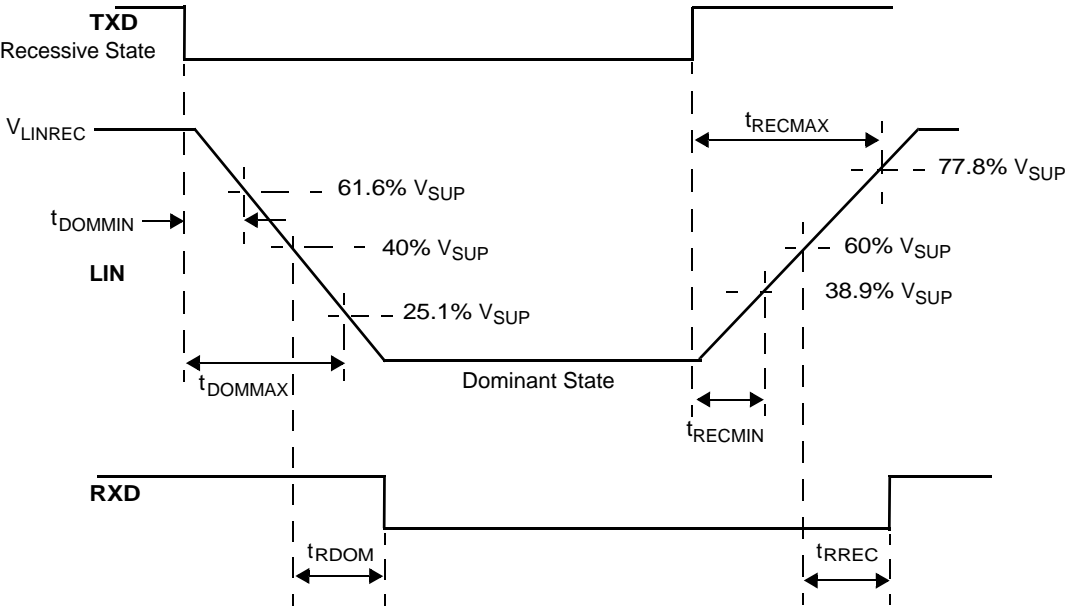 TXD
Recessive State
VLINREC
tRECMAX
77.8% VSUP
61.6% VSUP
tDOMMIN
40% VSUP
60% VSUP
LIN
38.9% VSUP
25.1% VSUP
tDOMMAX
Dominant State
tRECMIN
RXD
tRDOM
tRREC